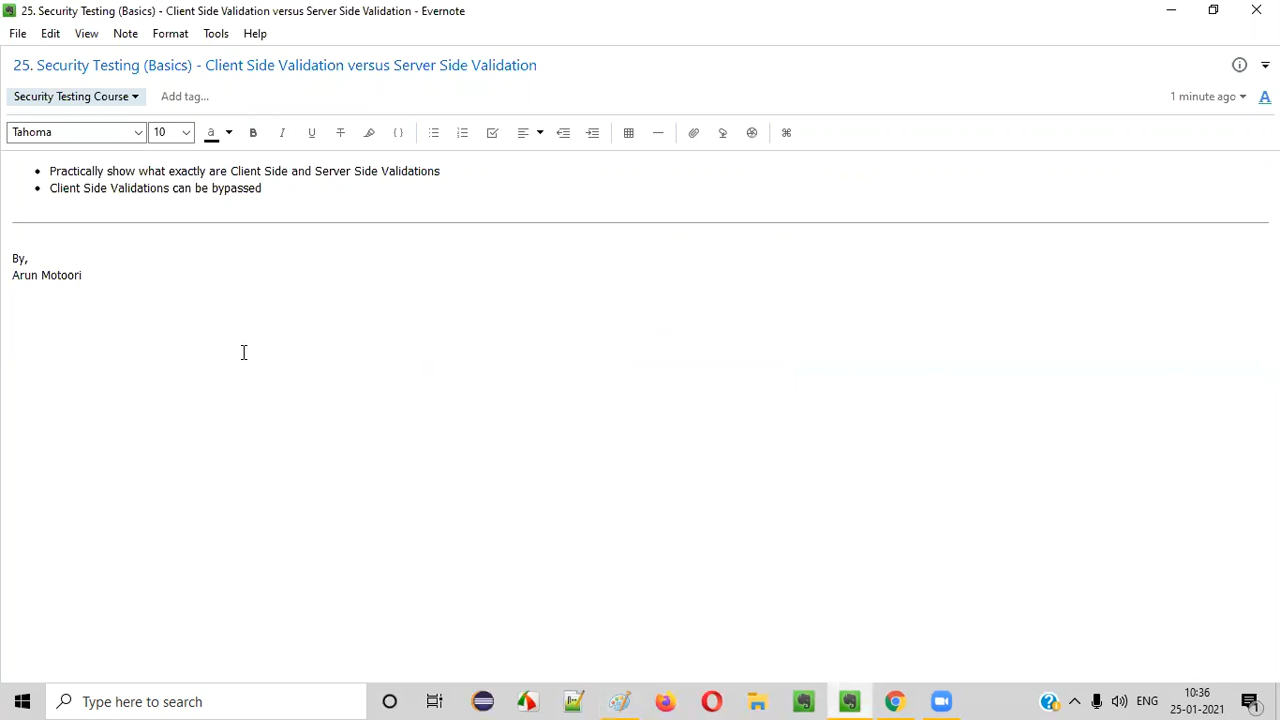 25. Security Testing (Basics) - Client Side Validation versus Server Side Validation - Evernote
File Edit View Note Format Tools Help
25. Security Testing (Basics) - Client Side Validation versus Server Side Validation
Security Testing Course Add tag... 1 minute ago
Tahoma 10
• Practically show what exactly are Client Side and Server Side Validations
• Client Side Validations can be bypassed
By,
Arun Motoori
Type here to search
ENG
10:36
25-01-2021